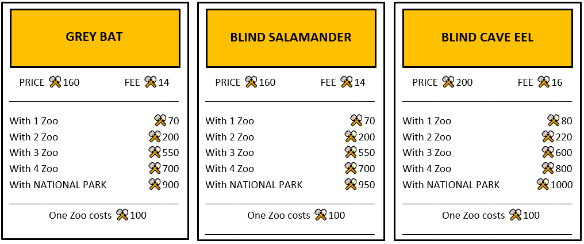 GREY BAT
PRICE 160 FEE 14
With 1 Zoo 70
With 2 Zoo 200
With 3 Zoo 550
With 4 Zoo 700
With NATIONAL PARK 900
One Zoo costs 100
BLIND SALAMANDER
PRICE 160 FEE 14
With 1 Zoo 70
With 2 Zoo 200
With 3 Zoo 550
With 4 Zoo 700
With NATIONAL PARK 950
One Zoo costs 100
BLIND CAVE EEL
PRICE 200 FEE 16
With 1 Zoo 80
With 2 Zoo 220
With 3 Zoo 600
With 4 Zoo 800
With NATIONAL PARK 1000
One Zoo costs 100